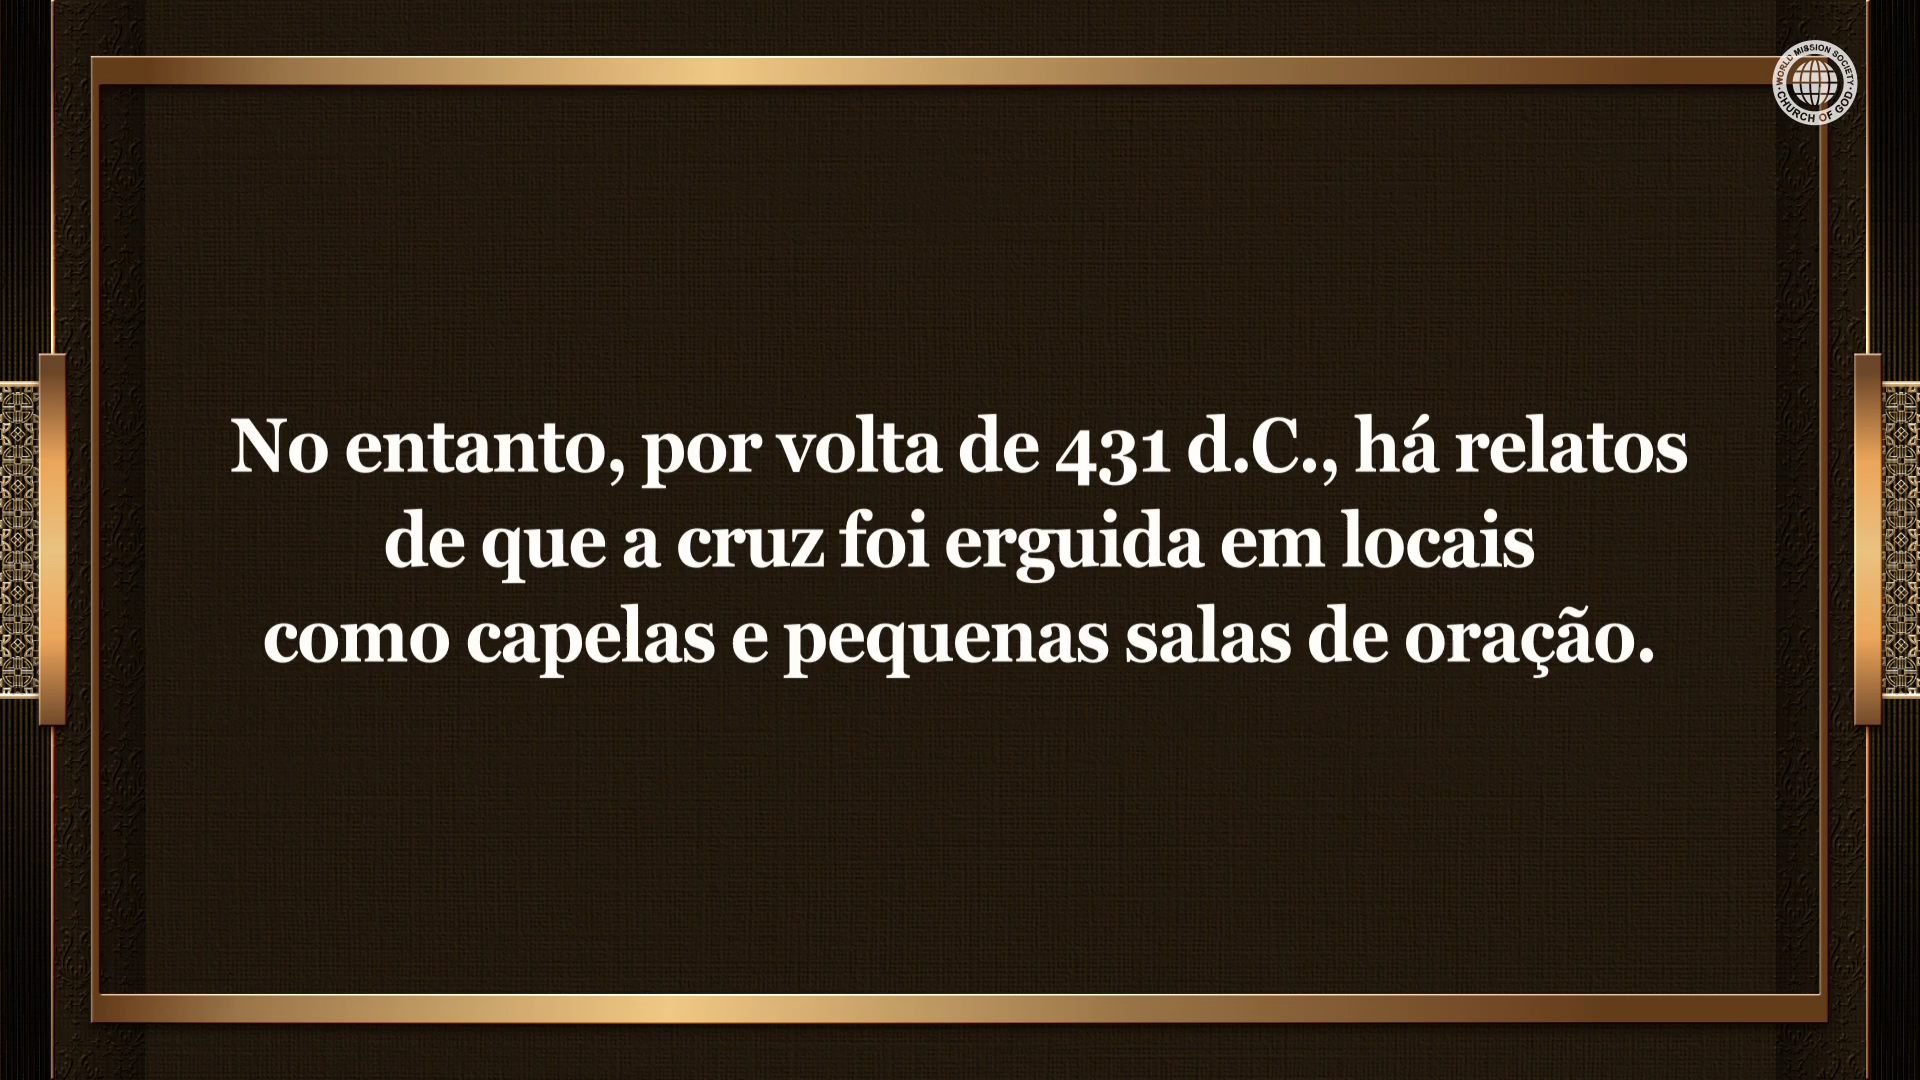 WORLD MISSION SOCIETY
CHURCH OF GOD
No entanto, por volta de 431 d.C., há relatos
de que a cruz foi erguida em locais
como capelas e pequenas salas de oração.